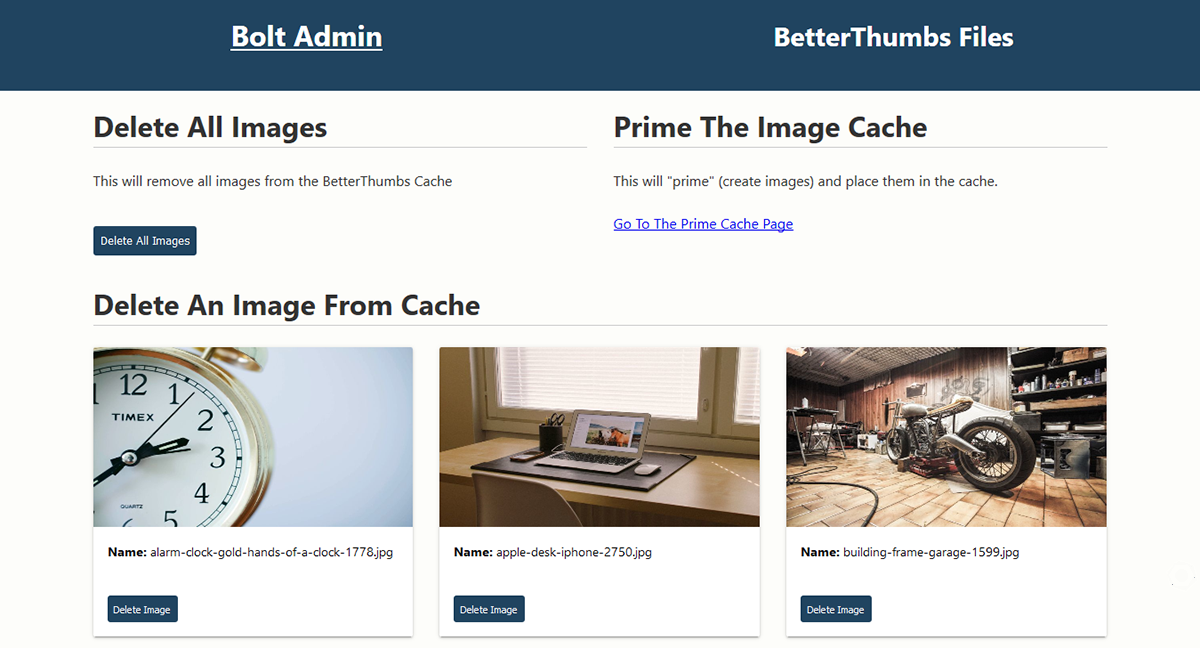 Bolt Admin
BetterThumbs Files
Delete All Images
This will remove all images from the BetterThumbs Cache
Delete All Images
Prime The Image Cache
This will "prime" (create images) and place them in the cache.
Go To The Prime Cache Page
Delete An Image From Cache
12
1
TIMEX
2
3
4
QUARTZ
5
6
Name: alarm-clock-gold-hands-of-a-clock-1778.jpg
Delete Image
Name: apple-desk-iphone-2750.jpg
Delete Image
Name: building-frame-garage-1599.jpg
Delete Image